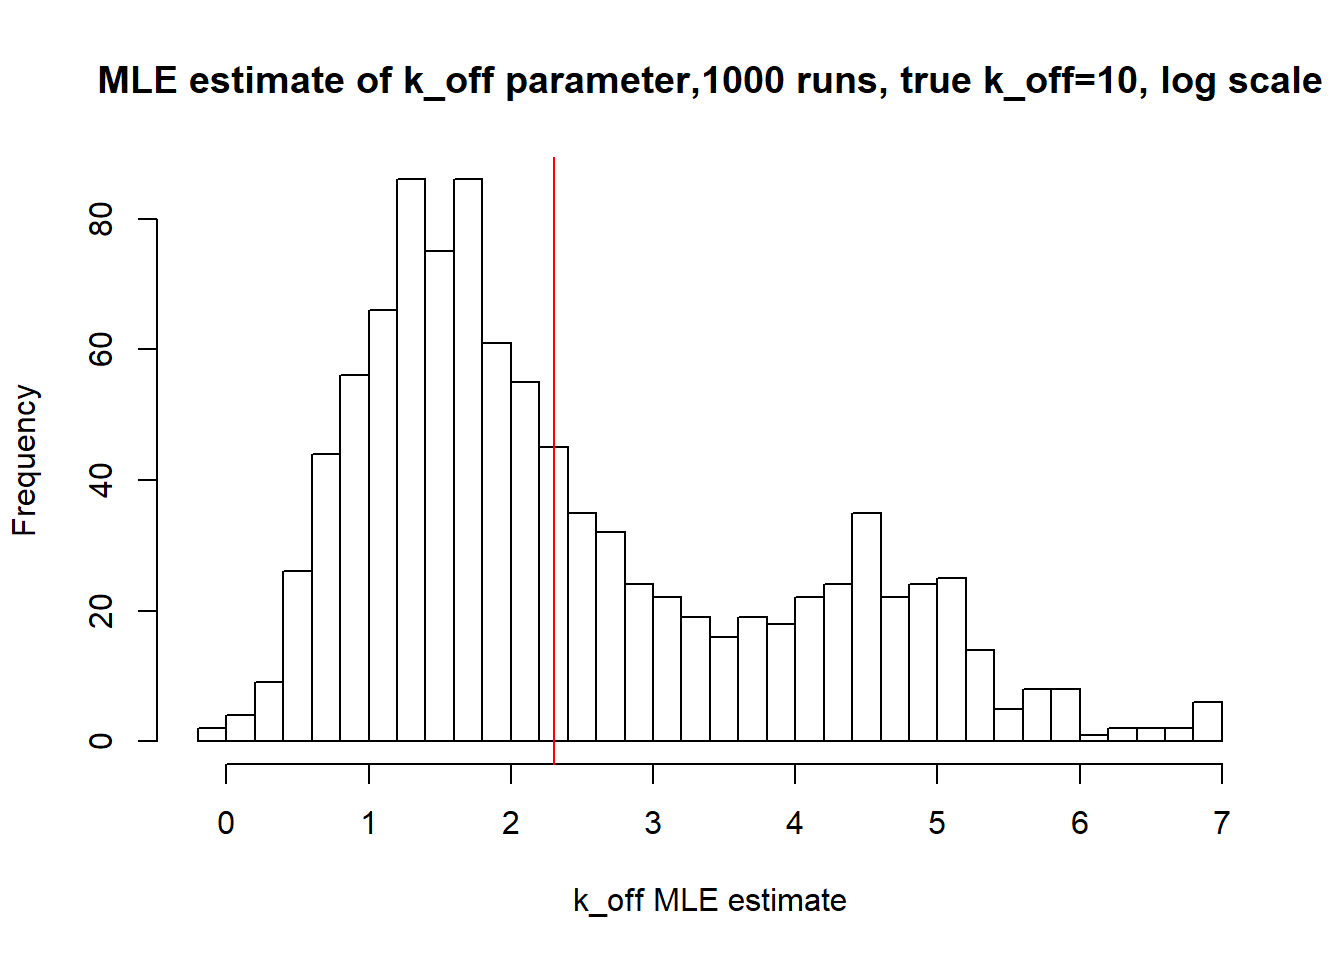 MLE estimate of k_off parameter,1000 runs, true k_off=10, log scale
80
60
40
20
0
Frequency
0 1 2 3 4 5 6 7
k_off MLE estimate